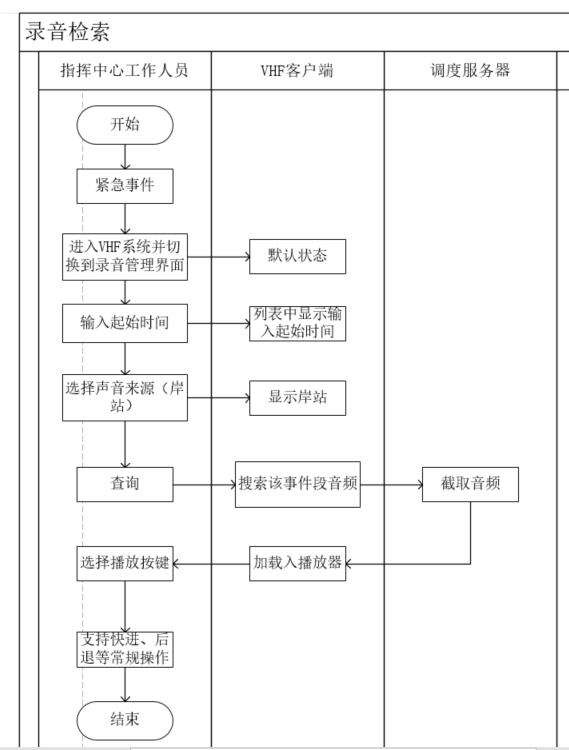 录音检索
指挥中心工作人员
VHF客户端
调度服务器
开始
紧急事件
进入VHF系统并切
换到录音管理界面
默认状态
输入起始时间
列表中显示输
入起始时间
选择声音来源（岸
站）
显示岸站
查询
搜索该事件段音频
截取音频
选择播放按键
加载入播放器
支持快进、后
退等常规操作
结束